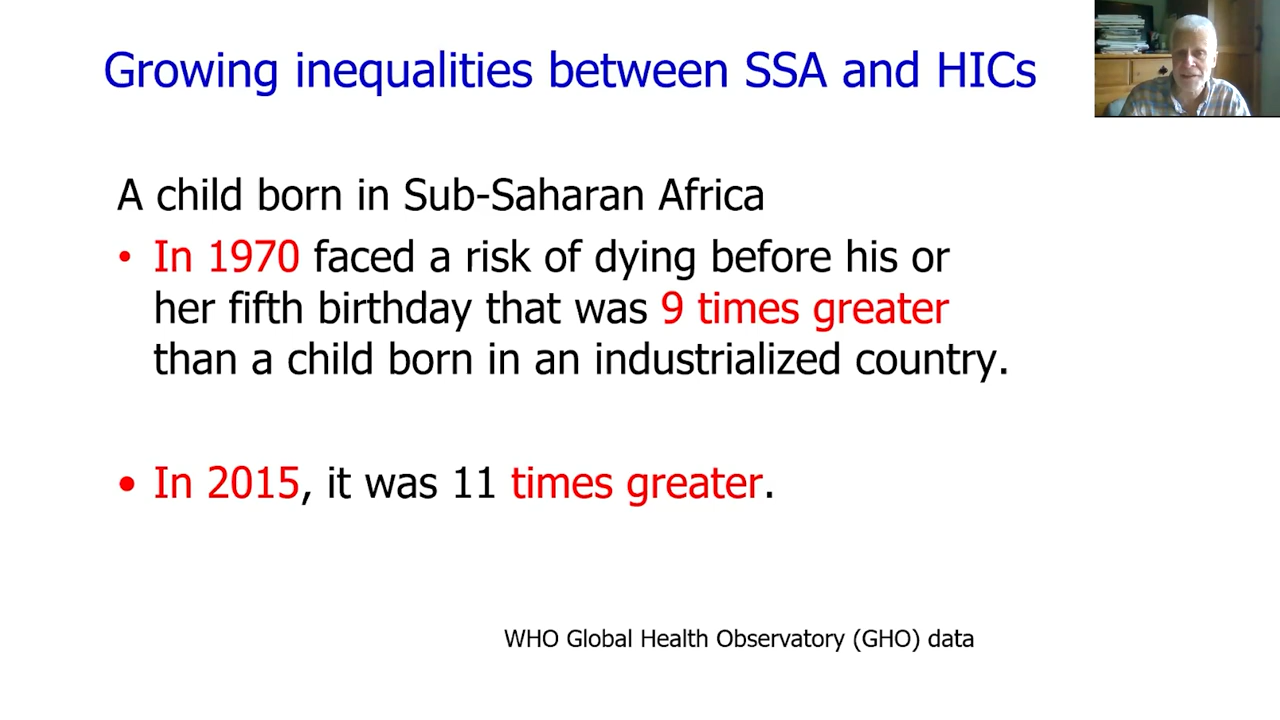 Growing inequalities between SSA and HICs
A child born in Sub-Saharan Africa
• In 1970 faced a risk of dying before his or
her fifth birthday that was 9 times greater
than a child born in an industrialized country.
• In 2015, it was 11 times greater.
WHO Global Health Observatory (GHO) data